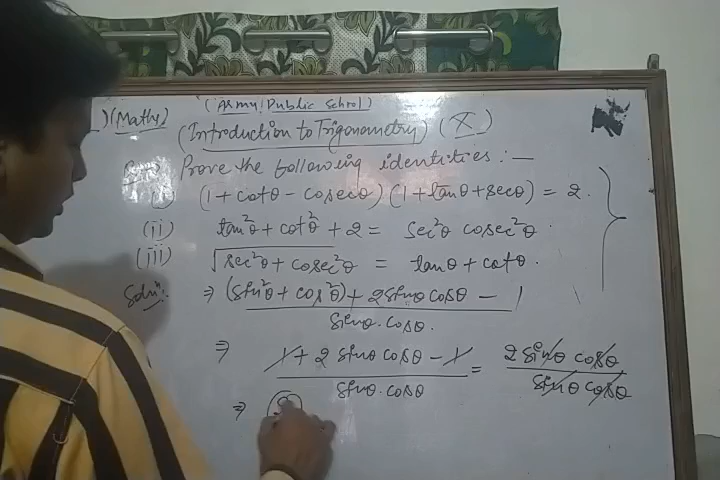 (Army Public School)
) (Maths)
(Introduction to Trigonometry) (X)
Prove the following identities :—
(1 + cotθ - cosecθ) (1 + tanθ + secθ) = 2.
(ii) tan²θ + cot²θ + 2 = sec²θ cosec²θ.
(iii) √sec²θ + cosec²θ = tanθ + cotθ.
Soln: ⇒ (sin²θ + cos²θ) + 2sinθ cosθ - 1
sinθ.cosθ.
⇒ 1 + 2 sinθ cosθ - 1 = 2 sinθ cosθ
sinθ.cosθ sinθ cosθ
⇒